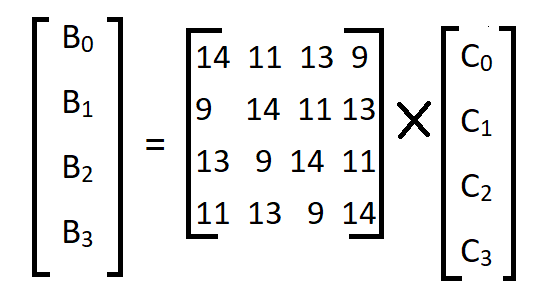 B₀
B₁
B₂
B₃
=
14 11 13 9
9 14 11 13
13 9 14 11
11 13 9 14
×
C₀
C₁
C₂
C₃